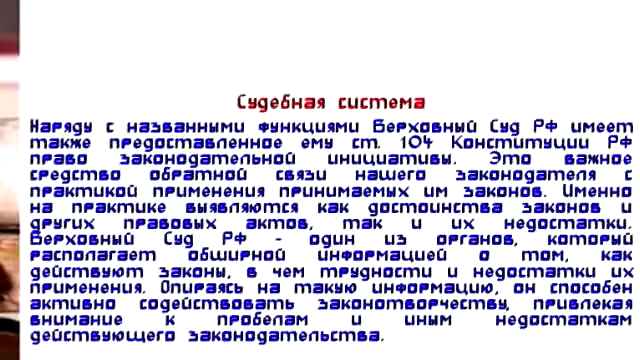 Судебная система
Наряду с названными функциями Верховный Суд РФ имеет
также предоставленное ему ст. 104 Конституции РФ
право законодательной инициативы. Это важное
средство обратной связи нашего законодателя с
практикой применения принимаемых им законов. Именно
на практике выявляются как достоинства законов и
других правовых актов, так и их недостатки.
Верховный Суд РФ - один из органов, который
располагает обширной информацией о том, как
действуют законы, в чем трудности и недостатки их
применения. Опираясь на такую информацию, он способен
активно содействовать законотворчеству, привлекая
внимание к пробелам и иным недостаткам
действующего законодательства.